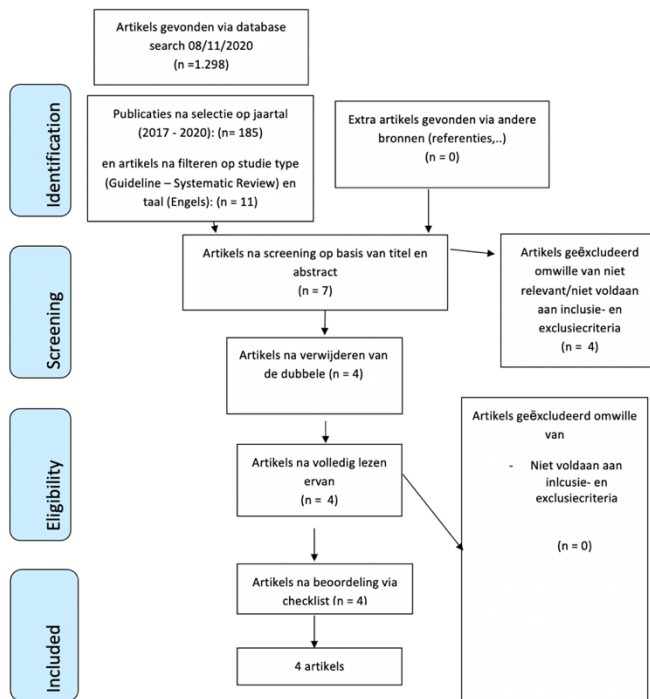 Artikels gevonden via database
search 08/11/2020
(n =1.298)
Identification
Publicaties na selectie op jaartal
(2017 - 2020): (n= 185)
en artikels na filteren op studie type
(Guideline – Systematic Review) en
taal (Engels): (n = 11)
Extra artikels gevonden via andere
bronnen (referenties,..)
(n = 0)
Screening
Artikels na screening op basis van titel en
abstract
(n = 7)
Artikels geëxcludeerd
omwille van niet
relevant/niet voldaan
aan inclusie- en
exclusiecriteria
(n = 4)
Artikels na verwijderen van
de dubbele (n = 4)
Eligibility
Artikels na volledig lezen
ervan
(n = 4)
Artikels geëxcludeerd omwille
van
- Niet voldaan aan
inlcusie- en
exclusiecriteria
(n = 0)
Included
Artikels na beoordeling via
checklist (n = 4)
4 artikels